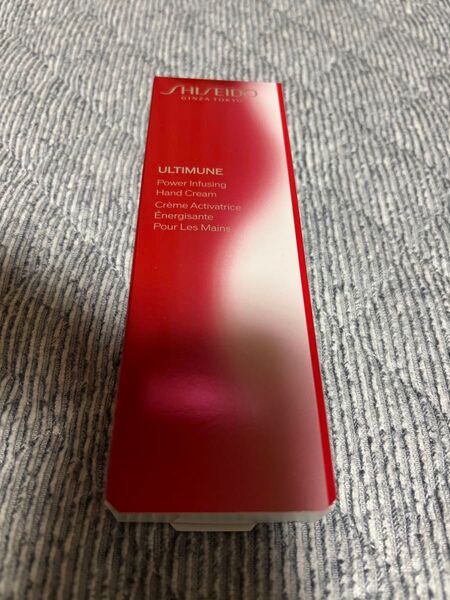 SHISEIDO
GINZA TOKYO
ULTIMUNE
Power Infusing
Hand Cream
Crème Activatrice
Énergisante
Pour Les Mains